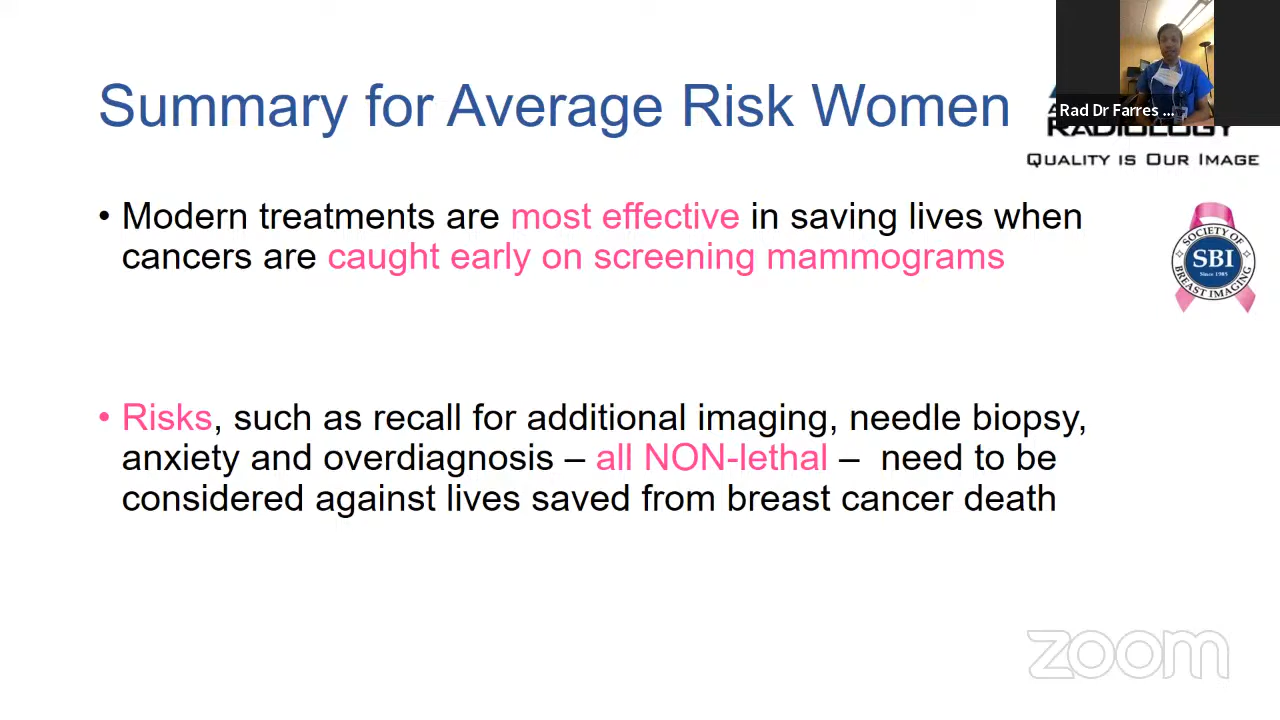 Summary for Average Risk Women
Rad Dr Farres ...
RADIOLOGY
QUALITY IS OUR IMAGE
• Modern treatments are most effective in saving lives when
cancers are caught early on screening mammograms
SOCIETY OF
SBI
Since 1985
BREAST IMAGING
• Risks, such as recall for additional imaging, needle biopsy,
anxiety and overdiagnosis – all NON-lethal – need to be
considered against lives saved from breast cancer death
zoom